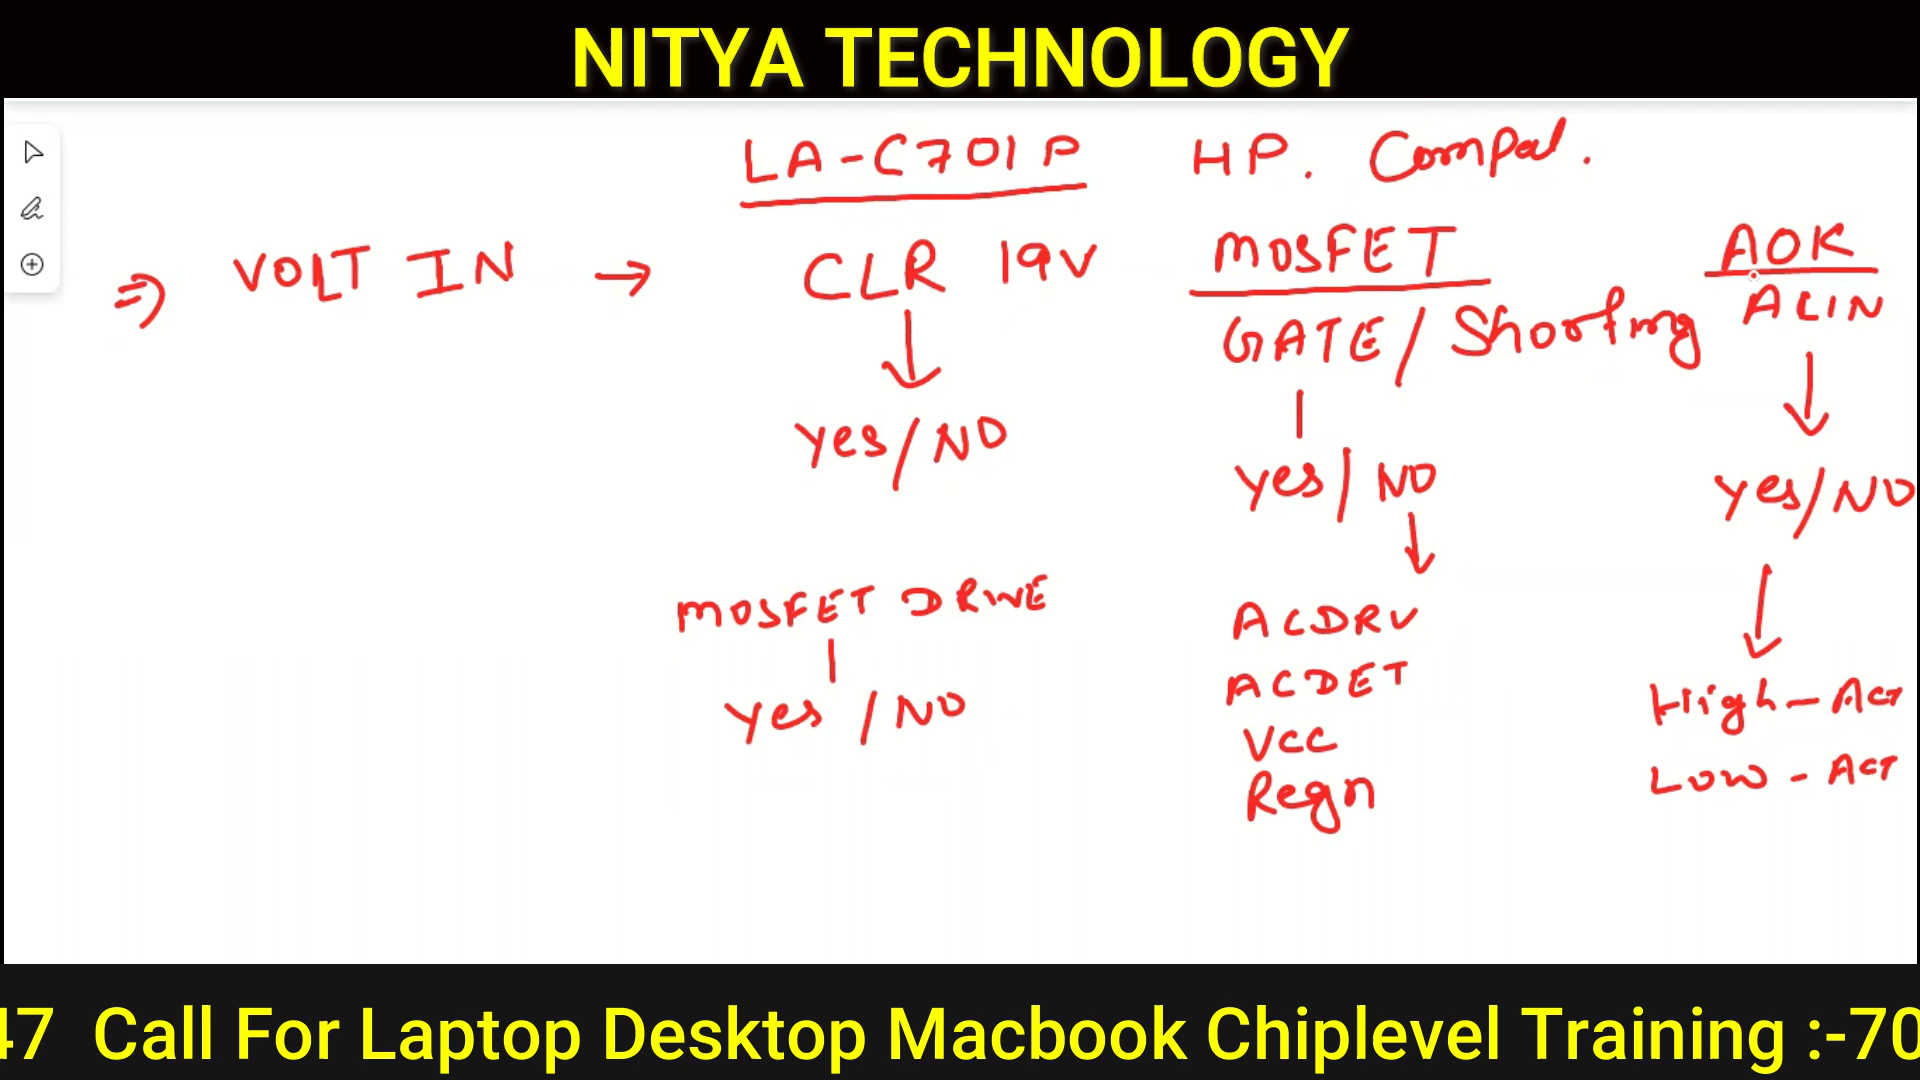 NITYA TECHNOLOGY
LA-C701P HP. Compal.
⇒ VOLT IN → CLR 19V
Yes/NO
MOSFET DRIVE
Yes/NO
MOSFET
GATE/Shorting
Yes/NO
ACDRV
ACDET
VCC
Regn
AOK
ACIN
Yes/NO
High-Act
Low-Act
47 Call For Laptop Desktop Macbook Chiplevel Training :-70